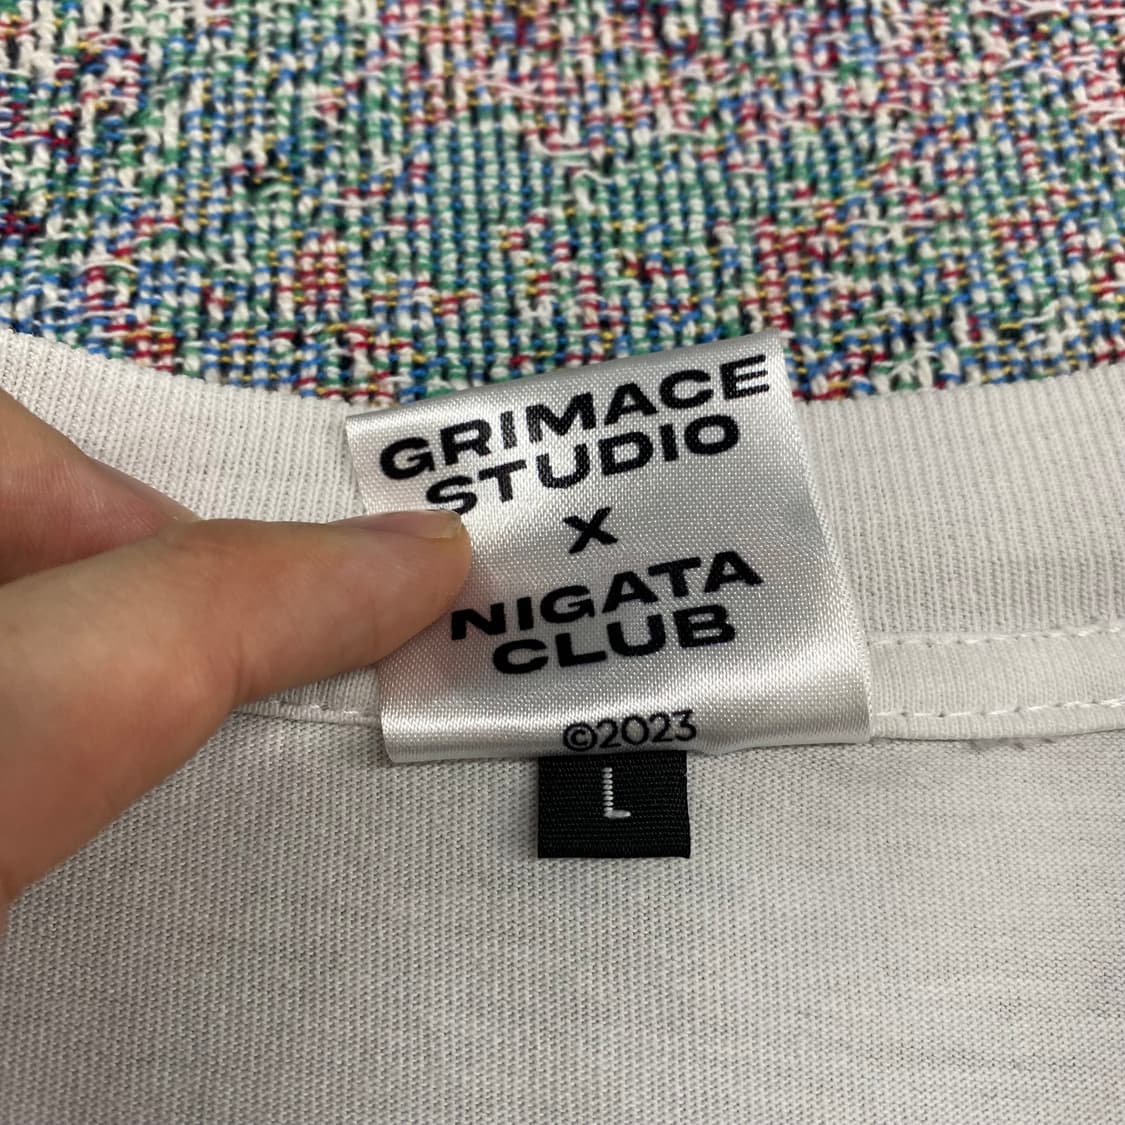 GRIMACE
STUDIO
X
NIGATA
CLUB
©2023
L